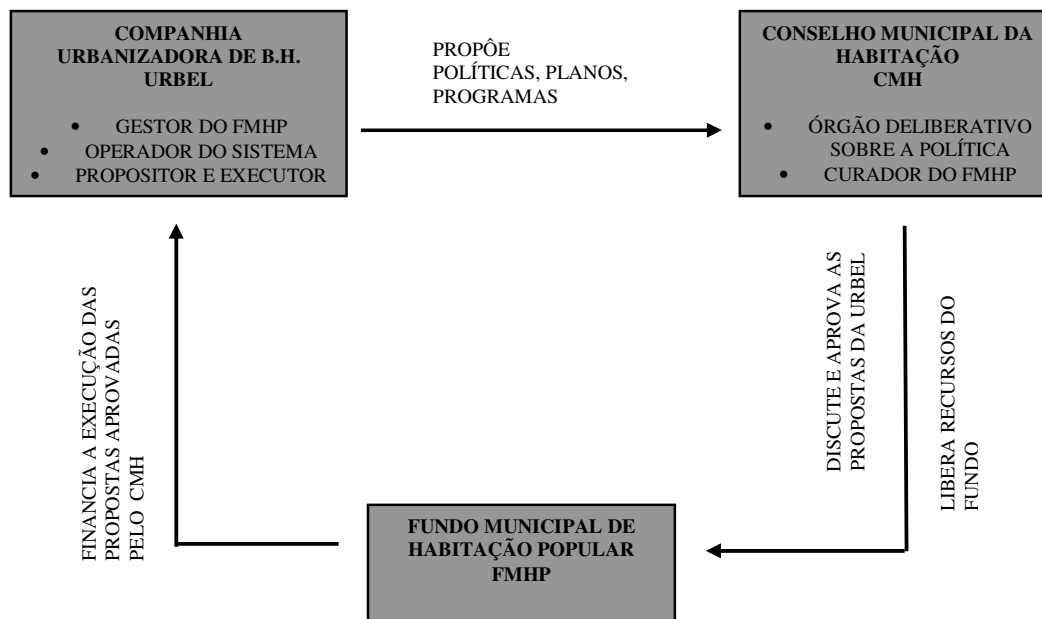 COMPANHIA
URBANIZADORA DE B.H.
URBEL
• GESTOR DO FMHP
• OPERADOR DO SISTEMA
• PROPOSITOR E EXECUTOR
PROPÔE
POLÍTICAS, PLANOS,
PROGRAMAS
CONSELHO MUNICIPAL DA
HABITAÇÃO
CMH
• ÓRGÃO DELIBERATIVO
SOBRE A POLÍTICA
• CURADOR DO FMHP
DISCUTE E APROVA AS
PROPOSTAS DA URBEL
LIBERA RECURSOS DO
FUNDO
FUNDO MUNICIPAL DE
HABITAÇÃO POPULAR
FMHP
FINANCIA A EXECUÇÃO DAS
PROPOSTAS APROVADAS
PELO CMH